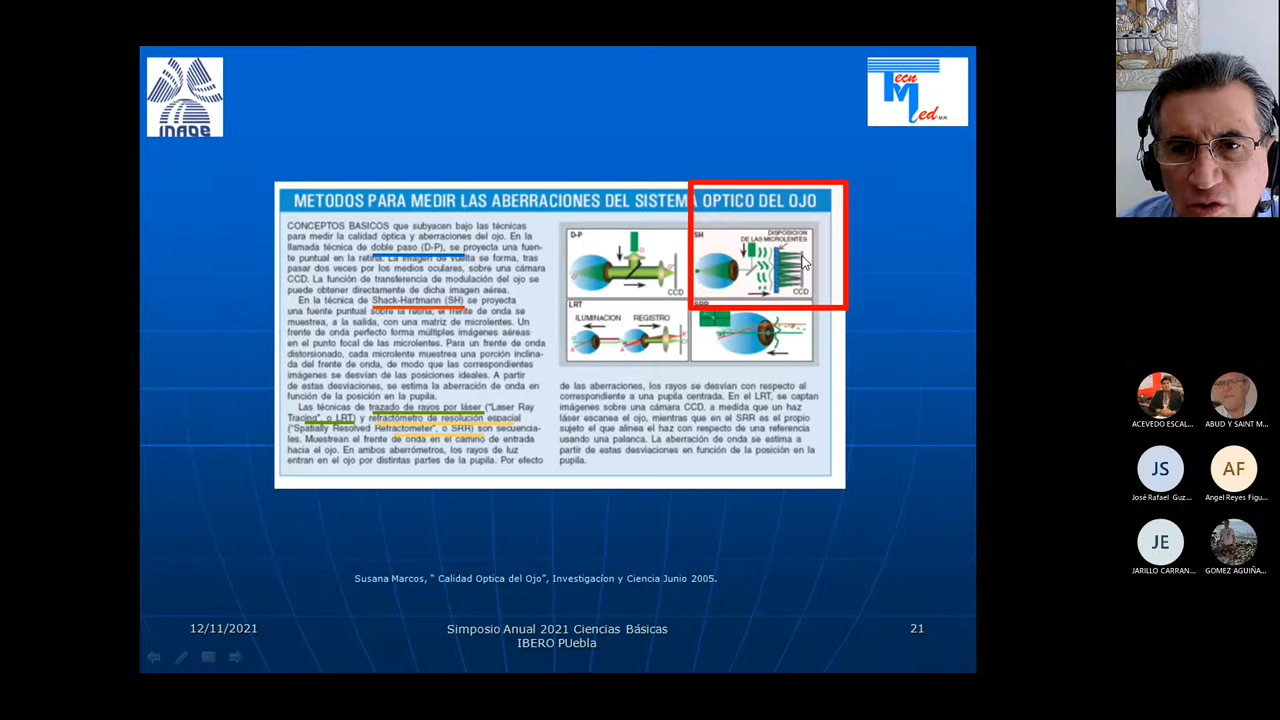 INAOE
Tecn
Med M.R.
METODOS PARA MEDIR LAS ABERRACIONES DEL SISTEMA OPTICO DEL OJO
CONCEPTOS BASICOS que subyacen bajo las técnicas
para medir la calidad óptica y aberraciones del ojo. En la
llamada técnica de doble paso (D-P), se proyecta una fuen-
te puntual en la retina. La imagen de vuelta se forma, tras
pasar dos veces por los medios oculares, sobre una cámara
CCD. La función de transferencia de modulación del ojo se
puede obtener directamente de dicha imagen aérea.
En la técnica de Shack-Hartmann (SH) se proyecta
una fuente puntual sobre la retina, el frente de onda se
muestrea, a la salida, con una matriz de microlentes. Un
frente de onda perfecto forma múltiples imágenes aéreas
en el punto focal de las microlentes. Para un frente de onda
distorsionado, cada microlente muestrea una porción inclina-
da del frente de onda, de modo que las correspondientes
imágenes se desvían de las posiciones ideales. A partir
de estas desviaciones, se estima la aberración de onda en
función de la posición en la pupila.
Las técnicas de trazado de rayos por láser ("Laser Ray
Tracing", o LRT) y refractómetro de resolución espacial
("Spatially Resolved Refractometer", o SRR) son secuencia-
les. Muestrean el frente de onda en el camino de entrada
hacia el ojo. En ambos aberrómetros, los rayos de luz
entran en el ojo por distintas partes de la pupila. Por efecto
D-P
CCD
SH
DISPOSICION
DE LAS MICROLENTES
CCD
LRT
ILUMINACION REGISTRO
SRR
de las aberraciones, los rayos se desvían con respecto al
correspondiente a una pupila centrada. En el LRT, se captan
imágenes sobre una cámara CCD, a medida que un haz
láser escanea el ojo, mientras que en el SRR es el propio
sujeto el que alinea el haz con respecto de una referencia
usando una palanca. La aberración de onda se estima a
partir de estas desviaciones en función de la posición en la
pupila.
Susana Marcos, " Calidad Optica del Ojo", Investigacíon y Ciencia Junio 2005.
12/11/2021
Simposio Anual 2021 Ciencias Básicas
IBERO PUebla
21
ACEVEDO ESCAL...
ABUD Y SAINT M...
JS
AF
José Rafael Guz...
Angel Reyes Figu...
JE
JARILLO CARRAN...
GOMEZ AGUIÑA...